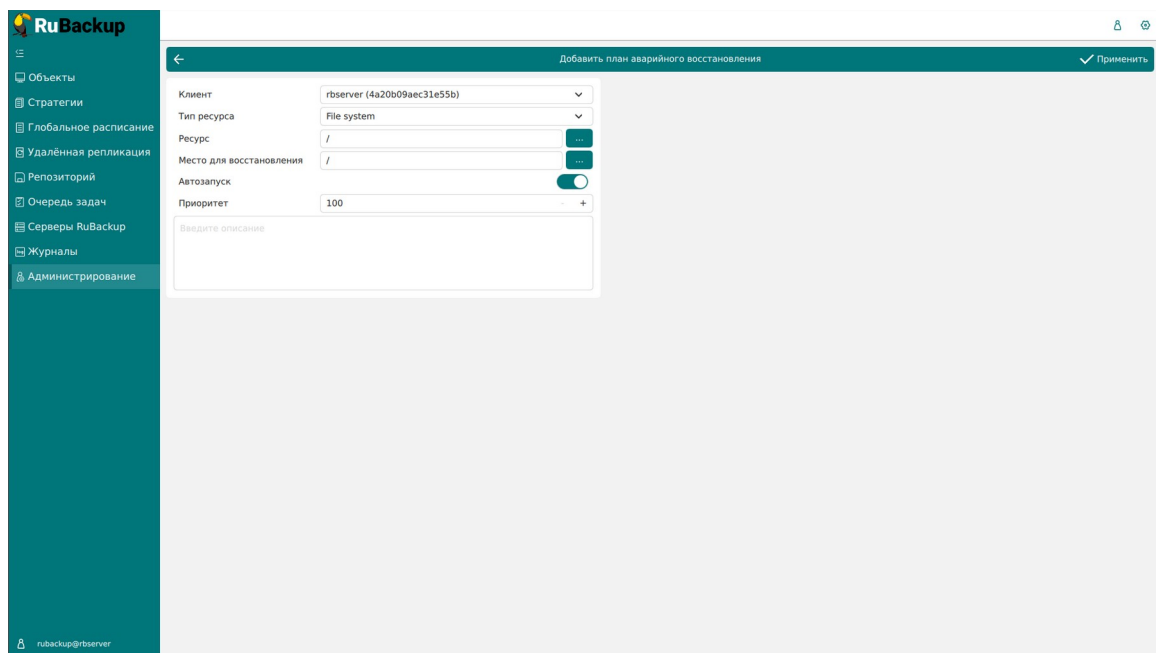 RuBackup
Объекты
Стратегии
Глобальное расписание
Удалённая репликация
Репозиторий
Очередь задач
Серверы RuBackup
Журналы
Администрирование
rubackup@rbserver
Добавить план аварийного восстановления
Применить
Клиент rbserver (4a20b09aec31e55b)
Тип ресурса File system
Ресурс / ...
Место для восстановления / ...
Автозапуск
Приоритет 100 - +
Введите описание